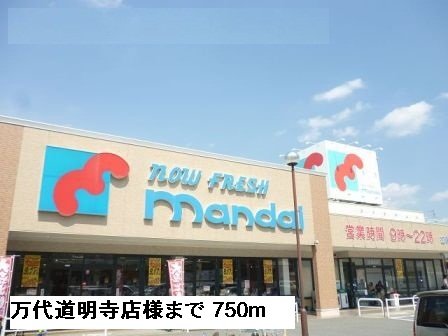 NOW FRESH
mandai
mandai
営業時間 9時~22時
万代道明寺店様まで 750m